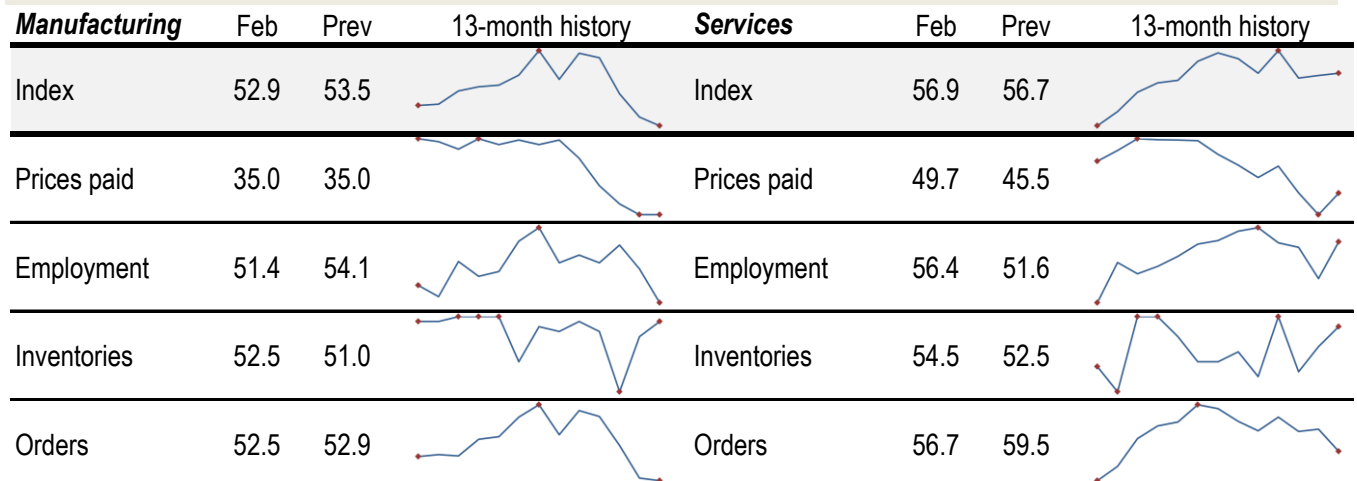 Manufacturing Feb Prev 13-month history Services Feb Prev 13-month history
Index 52.9 53.5 Index 56.9 56.7
Prices paid 35.0 35.0 Prices paid 49.7 45.5
Employment 51.4 54.1 Employment 56.4 51.6
Inventories 52.5 51.0 Inventories 54.5 52.5
Orders 52.5 52.9 Orders 56.7 59.5